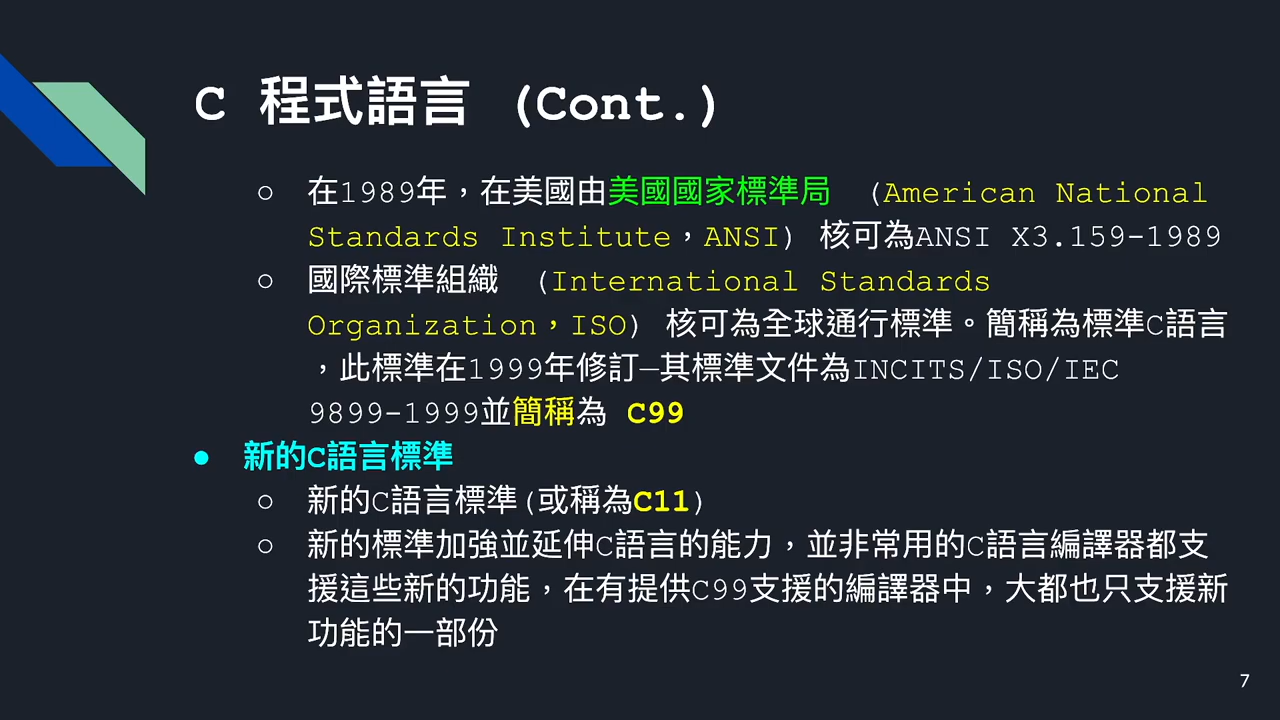 C 程式語言 (Cont.)
○ 在1989年，在美國由美國國家標準局 (American National
Standards Institute，ANSI) 核可為ANSI X3.159-1989
○ 國際標準組織 (International Standards
Organization，ISO) 核可為全球通行標準。簡稱為標準C語言
，此標準在1999年修訂—其標準文件為INCITS/ISO/IEC
9899-1999並簡稱為 C99
● 新的C語言標準
○ 新的C語言標準(或稱為C11)
○ 新的標準加強並延伸C語言的能力，並非常用的C語言編譯器都支
援這些新的功能，在有提供C99支援的編譯器中，大都也只支援新
功能的一部份
7